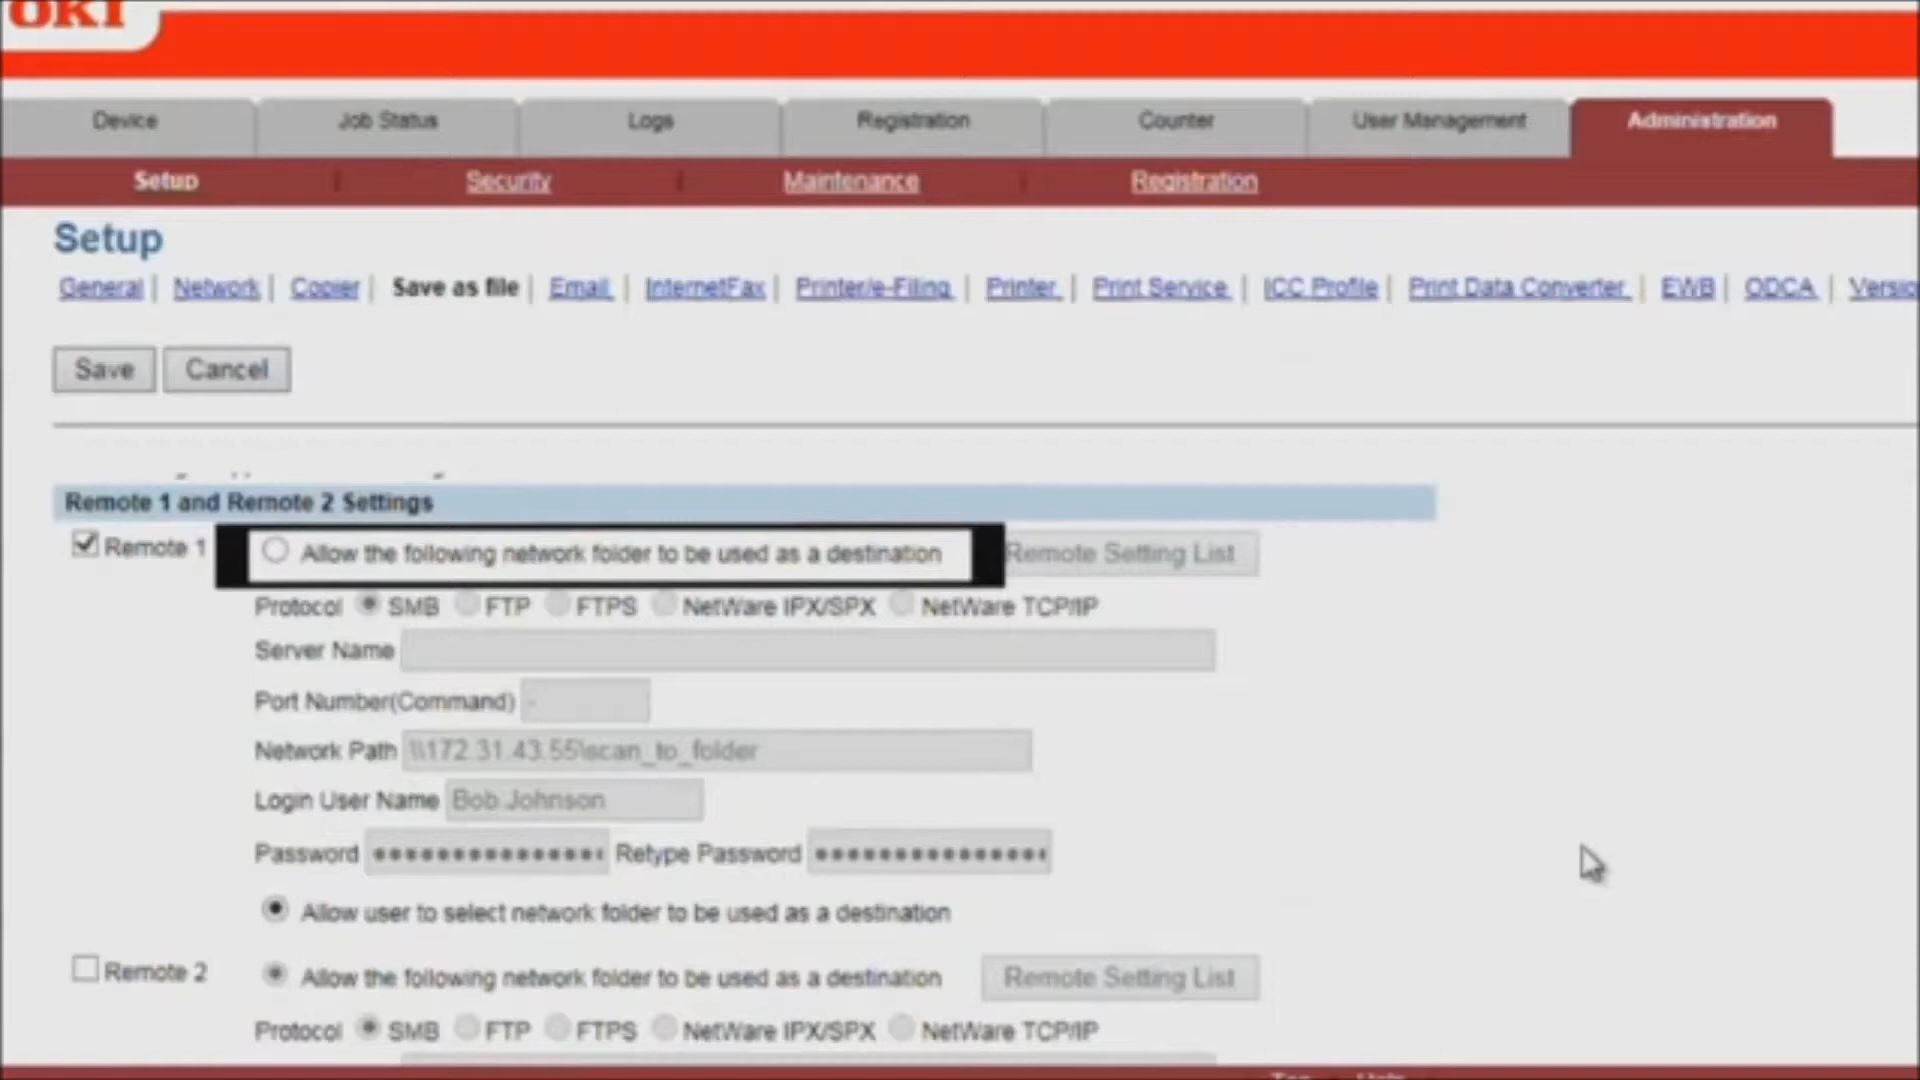 OKI
Device Job Status Logs Registration Counter User Management Administration
Setup Security Maintenance Registration
Setup
General | Network | Copier | Save as file | Email | InternetFax | Printer/e-Filing | Printer | Print Service | ICC Profile | Print Data Converter | EWB | ODCA | Versio
Save Cancel
Remote 1 and Remote 2 Settings
Remote 1 Allow the following network folder to be used as a destination Remote Setting List
Protocol SMB FTP FTPS NetWare IPX/SPX NetWare TCP/IP
Server Name
Port Number(Command) -
Network Path \\172.31.43.55\scan_to_folder
Login User Name Bob.Johnson
Password Retype Password
Allow user to select network folder to be used as a destination
Remote 2 Allow the following network folder to be used as a destination Remote Setting List
Protocol SMB FTP FTPS NetWare IPX/SPX NetWare TCP/IP